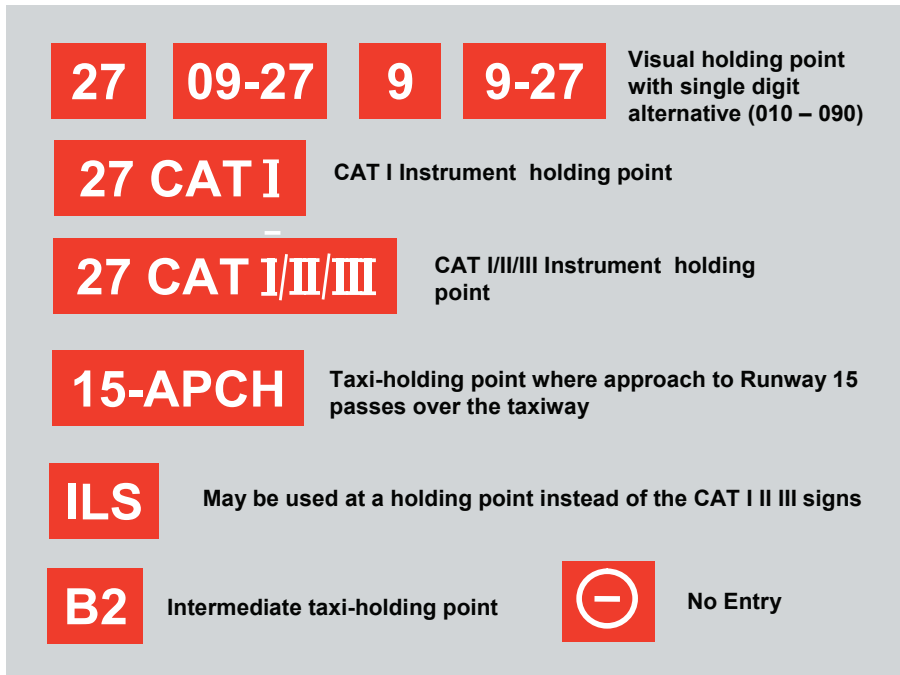 27 09-27 9 9-27
Visual holding point
with single digit
alternative (010 – 090)
27 CAT I
CAT I Instrument holding point
27 CAT I/II/III
CAT I/II/III Instrument holding
point
15-APCH
Taxi-holding point where approach to Runway 15
passes over the taxiway
ILS
May be used at a holding point instead of the CAT I II III signs
B2
Intermediate taxi-holding point
No Entry